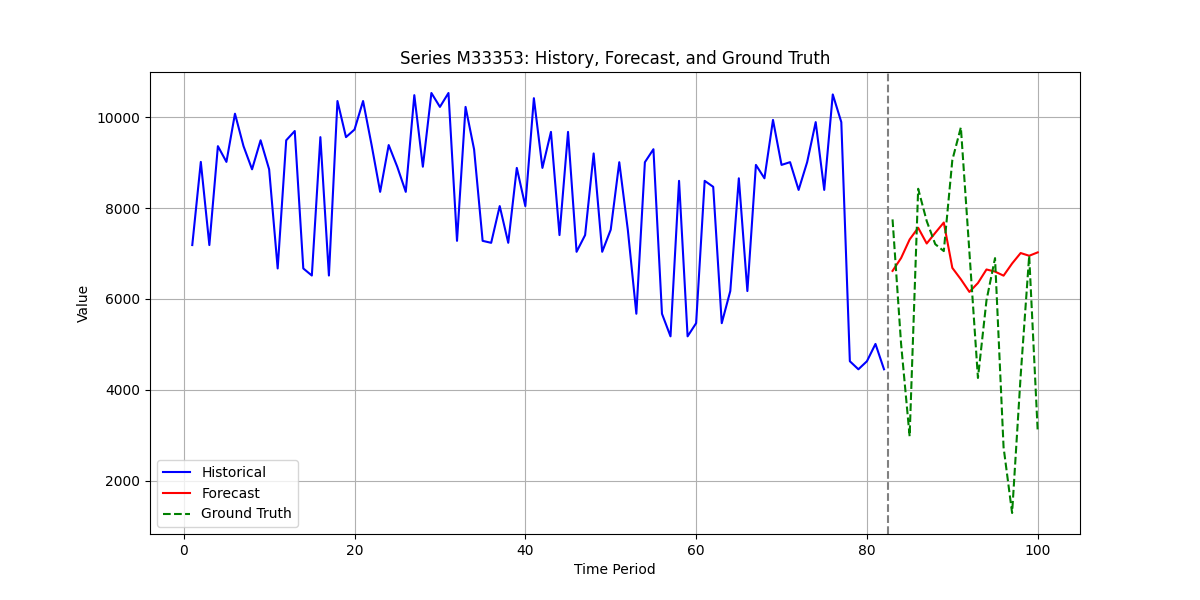 Series M33353: History, Forecast, and Ground Truth
Value
10000
8000
6000
4000
2000
Historical
Forecast
Ground Truth
0
20
40
60
80
100
Time Period